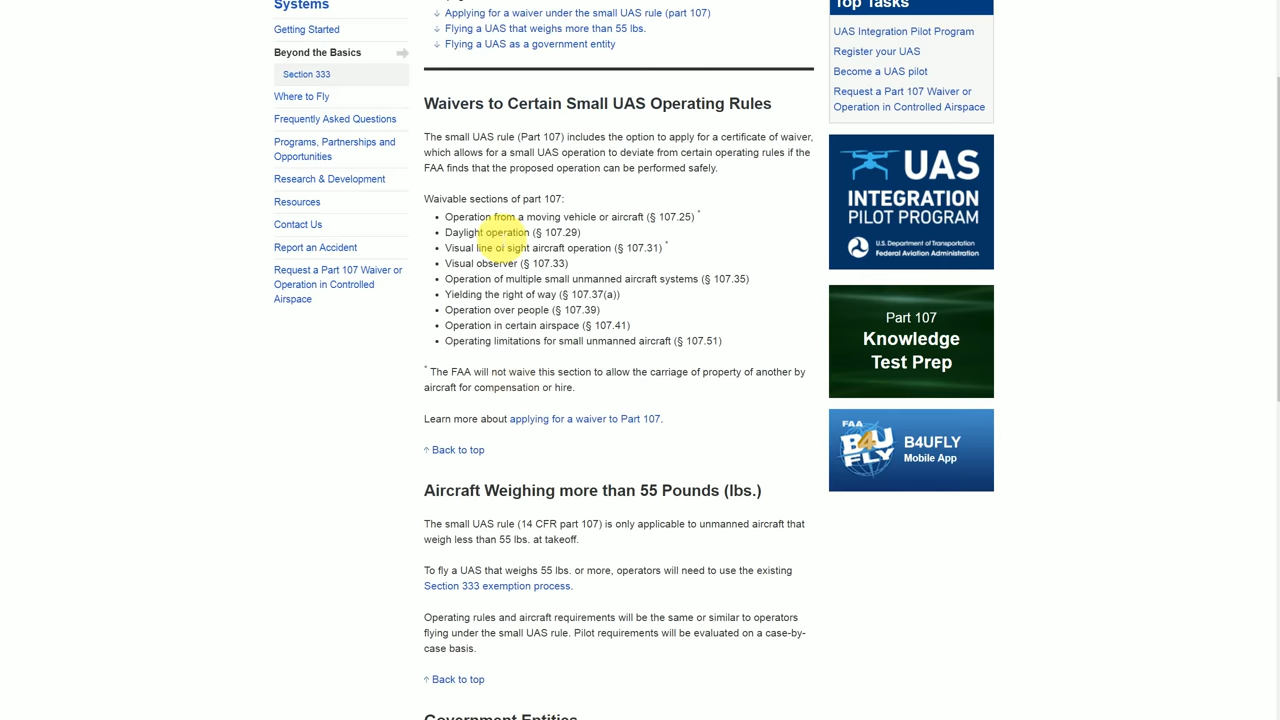 Systems
Getting Started
Beyond the Basics
Section 333
Where to Fly
Frequently Asked Questions
Programs, Partnerships and
Opportunities
Research & Development
Resources
Contact Us
Report an Accident
Request a Part 107 Waiver or
Operation in Controlled
Airspace
↓ Applying for a waiver under the small UAS rule (part 107)
↓ Flying a UAS that weighs more than 55 lbs.
↓ Flying a UAS as a government entity
Waivers to Certain Small UAS Operating Rules
The small UAS rule (Part 107) includes the option to apply for a certificate of waiver,
which allows for a small UAS operation to deviate from certain operating rules if the
FAA finds that the proposed operation can be performed safely.
Waivable sections of part 107:
• Operation from a moving vehicle or aircraft (§ 107.25) *
• Daylight operation (§ 107.29)
• Visual line of sight aircraft operation (§ 107.31) *
• Visual observer (§ 107.33)
• Operation of multiple small unmanned aircraft systems (§ 107.35)
• Yielding the right of way (§ 107.37(a))
• Operation over people (§ 107.39)
• Operation in certain airspace (§ 107.41)
• Operating limitations for small unmanned aircraft (§ 107.51)
* The FAA will not waive this section to allow the carriage of property of another by
aircraft for compensation or hire.
Learn more about applying for a waiver to Part 107.
↑ Back to top
Aircraft Weighing more than 55 Pounds (lbs.)
The small UAS rule (14 CFR part 107) is only applicable to unmanned aircraft that
weigh less than 55 lbs. at takeoff.
To fly a UAS that weighs 55 lbs. or more, operators will need to use the existing
Section 333 exemption process.
Operating rules and aircraft requirements will be the same or similar to operators
flying under the small UAS rule. Pilot requirements will be evaluated on a case-by-
case basis.
↑ Back to top
Government Entities
Top Tasks
UAS Integration Pilot Program
Register your UAS
Become a UAS pilot
Request a Part 107 Waiver or
Operation in Controlled Airspace
UAS
INTEGRATION
PILOT PROGRAM
U.S. Department of Transportation
Federal Aviation Administration
Part 107
Knowledge
Test Prep
FAA
B4U
FLY
B4UFLY
Mobile App